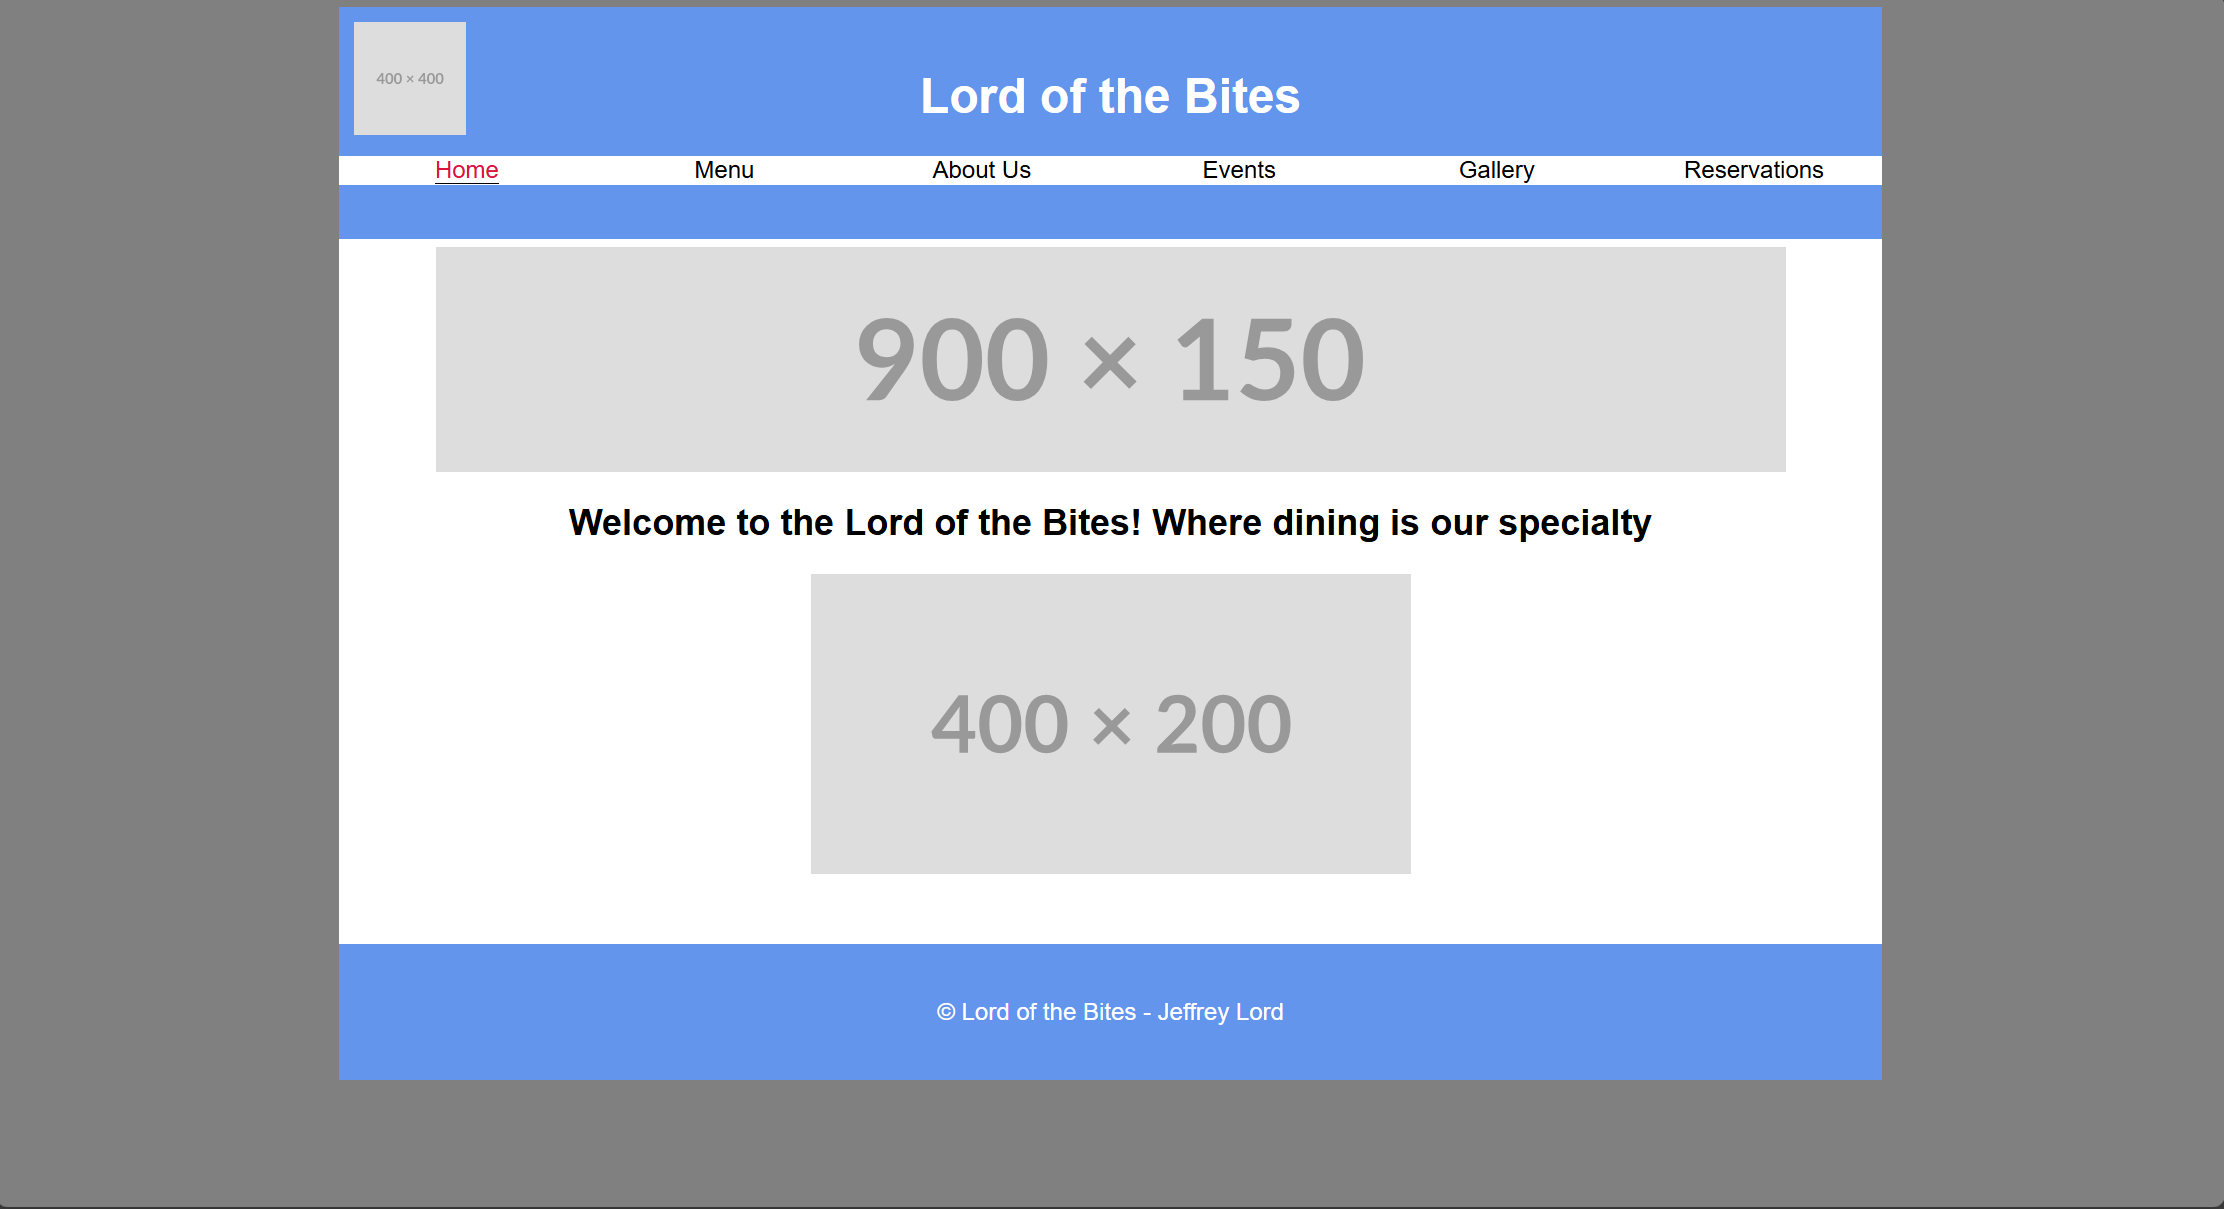 400 × 400
Lord of the Bites
Home Menu About Us Events Gallery Reservations
900 × 150
Welcome to the Lord of the Bites! Where dining is our specialty
400 × 200
© Lord of the Bites - Jeffrey Lord